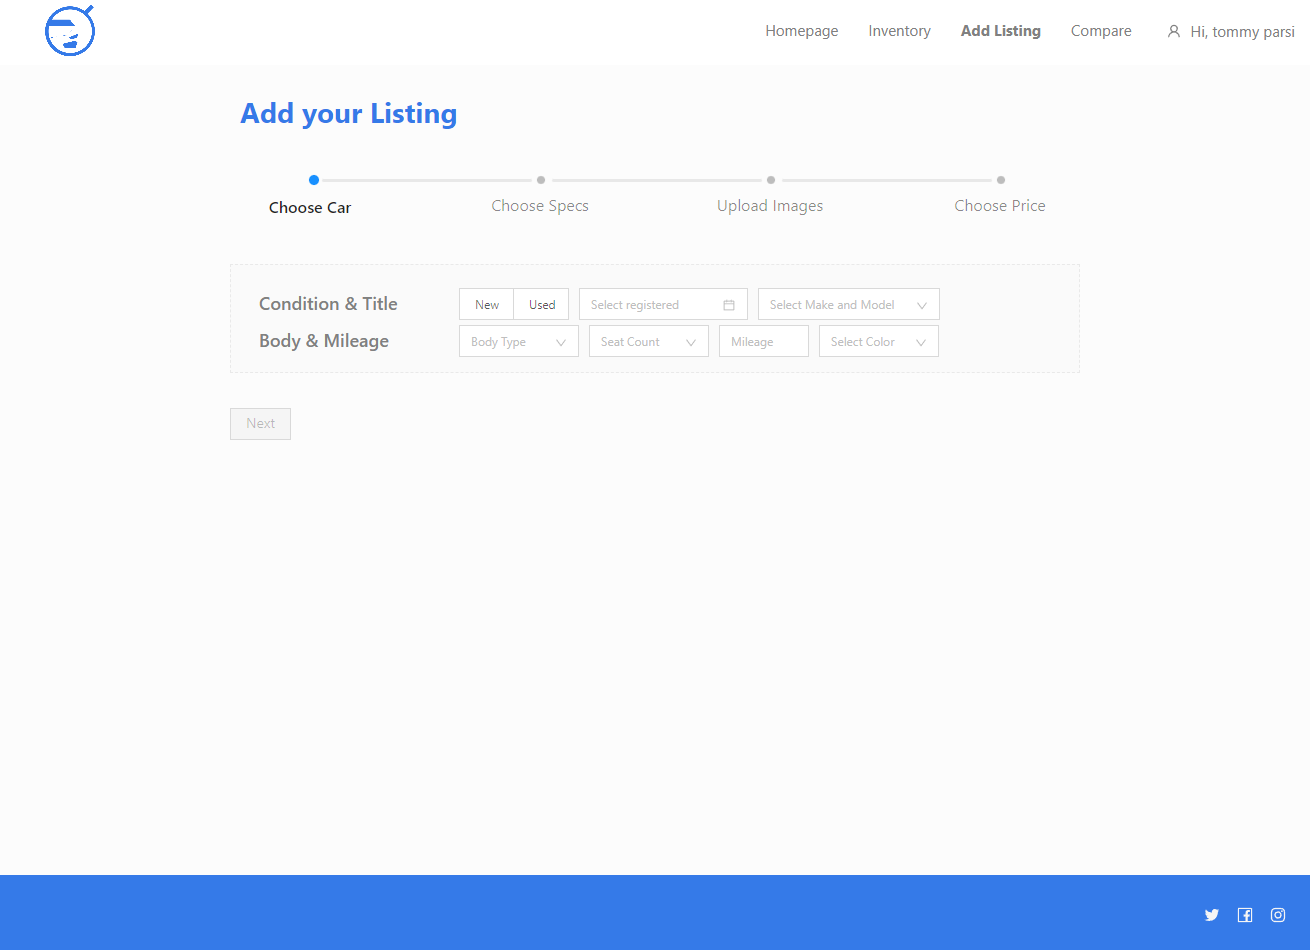 Homepage Inventory Add Listing Compare Hi, tommy parsi
Add your Listing
Choose Car Choose Specs Upload Images Choose Price
Condition & Title New Used Select registered Select Make and Model
Body & Mileage Body Type Seat Count Mileage Select Color
Next